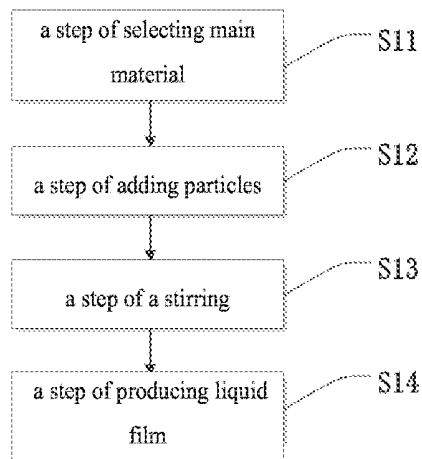 a step of selecting main
material
S11
a step of adding particles
S12
a step of a stirring
S13
a step of producing liquid
film
S14